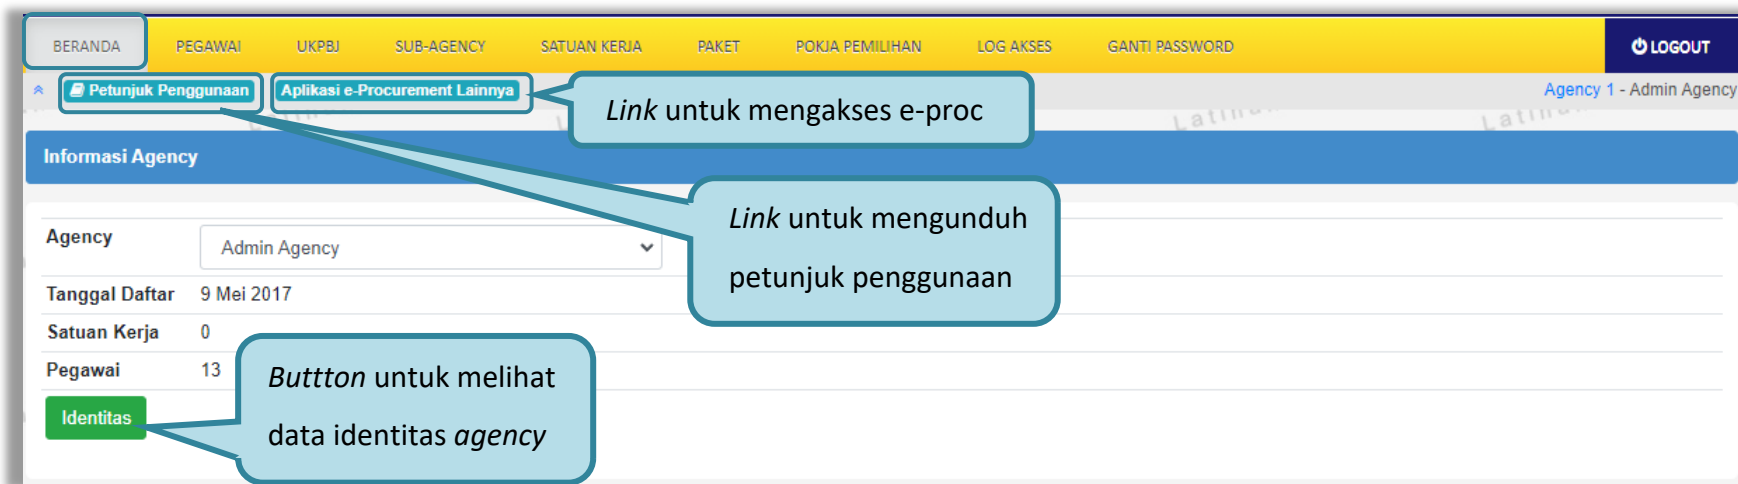 BERANDA PEGAWAI UKPBJ SUB-AGENCY SATUAN KERJA PAKET POKJA PEMILIHAN LOG AKSES GANTI PASSWORD LOGOUT
Petunjuk Penggunaan Aplikasi e-Procurement Lainnya Agency 1 - Admin Agency
Link untuk mengakses e-proc
Informasi Agency
Link untuk mengunduh
petunjuk penggunaan
Agency Admin Agency
Tanggal Daftar 9 Mei 2017
Satuan Kerja 0
Pegawai 13
Buttton untuk melihat
data identitas agency
Identitas